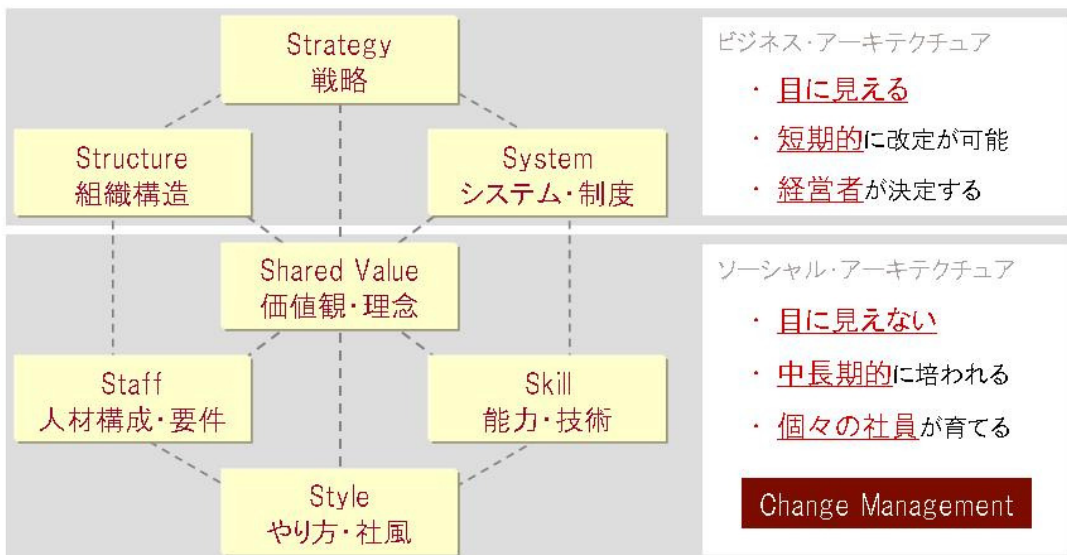 Strategy
戦略
Structure
組織構造
System
システム・制度
Shared Value
価値観・理念
Staff
人材構成・要件
Skill
能力・技術
Style
やり方・社風
ビジネス・アーキテクチュア
・ 目に見える
・ 短期的に改定が可能
・ 経営者が決定する
ソーシャル・アーキテクチュア
・ 目に見えない
・ 中長期的に培われる
・ 個々の社員が育てる
Change Management